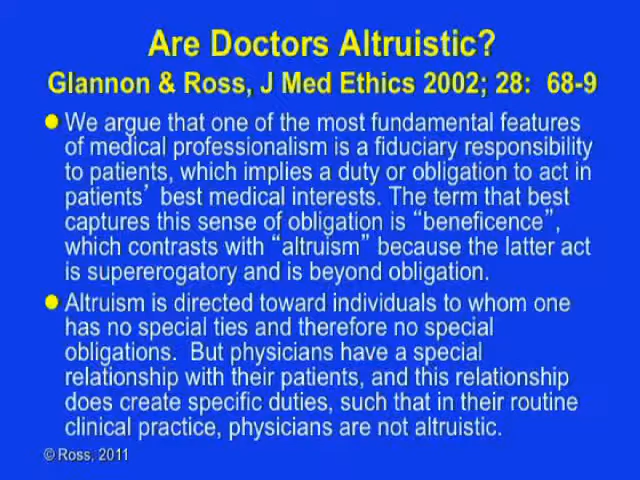 Are Doctors Altruistic?
Glannon & Ross, J Med Ethics 2002; 28: 68-9
We argue that one of the most fundamental features
of medical professionalism is a fiduciary responsibility
to patients, which implies a duty or obligation to act in
patients’ best medical interests. The term that best
captures this sense of obligation is “beneficence”,
which contrasts with “altruism” because the latter act
is supererogatory and is beyond obligation.
Altruism is directed toward individuals to whom one
has no special ties and therefore no special
obligations. But physicians have a special
relationship with their patients, and this relationship
does create specific duties, such that in their routine
clinical practice, physicians are not altruistic.
© Ross, 2011